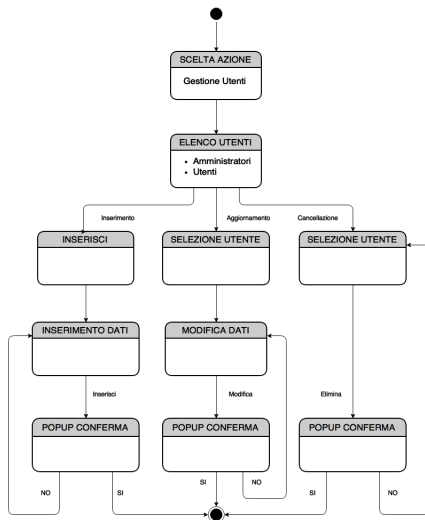 SCELTA AZIONE
Gestione Utenti
ELENCO UTENTI
• Amministratori
• Utenti
Inserimento
Aggiornamento
Cancellazione
INSERISCI
SELEZIONE UTENTE
SELEZIONE UTENTE
INSERIMENTO DATI
MODIFICA DATI
Inserisci
Modifica
Elimina
POPUP CONFERMA
POPUP CONFERMA
POPUP CONFERMA
NO
SI
SI
NO
SI
NO